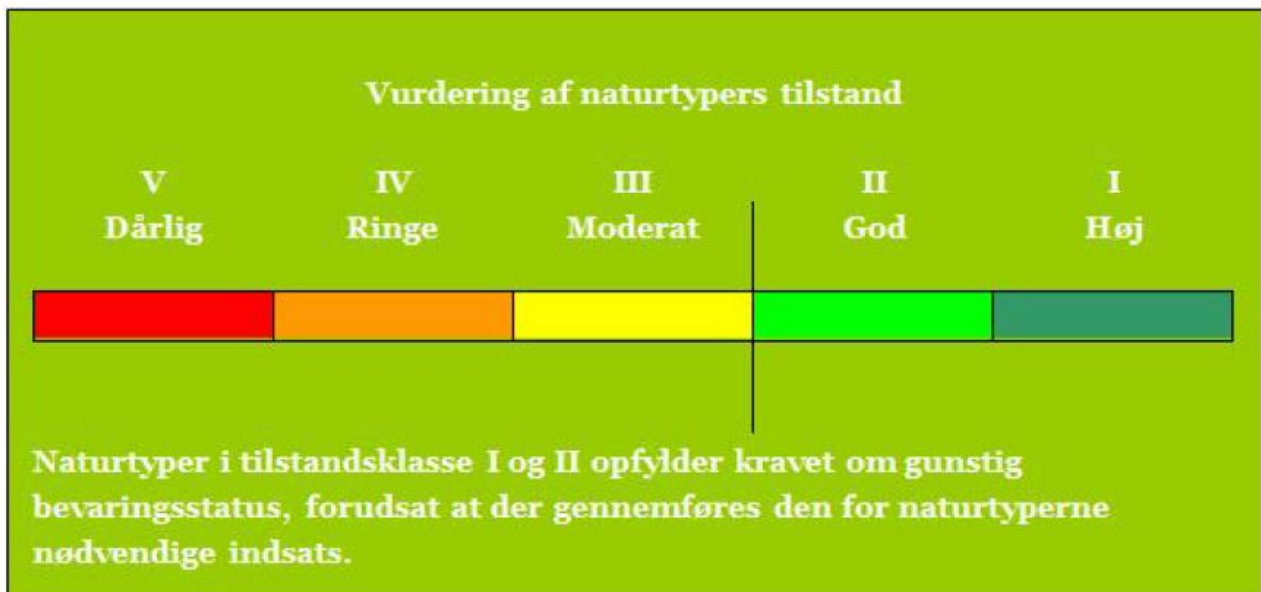 Vurdering af naturtypers tilstand
V IV III II I
Dårlig Ringe Moderat God Høj
Naturtyper i tilstandsklasse I og II opfylder kravet om gunstig
bevaringsstatus, forudsat at der gennemføres den for naturtyperne
nødvendige indsats.